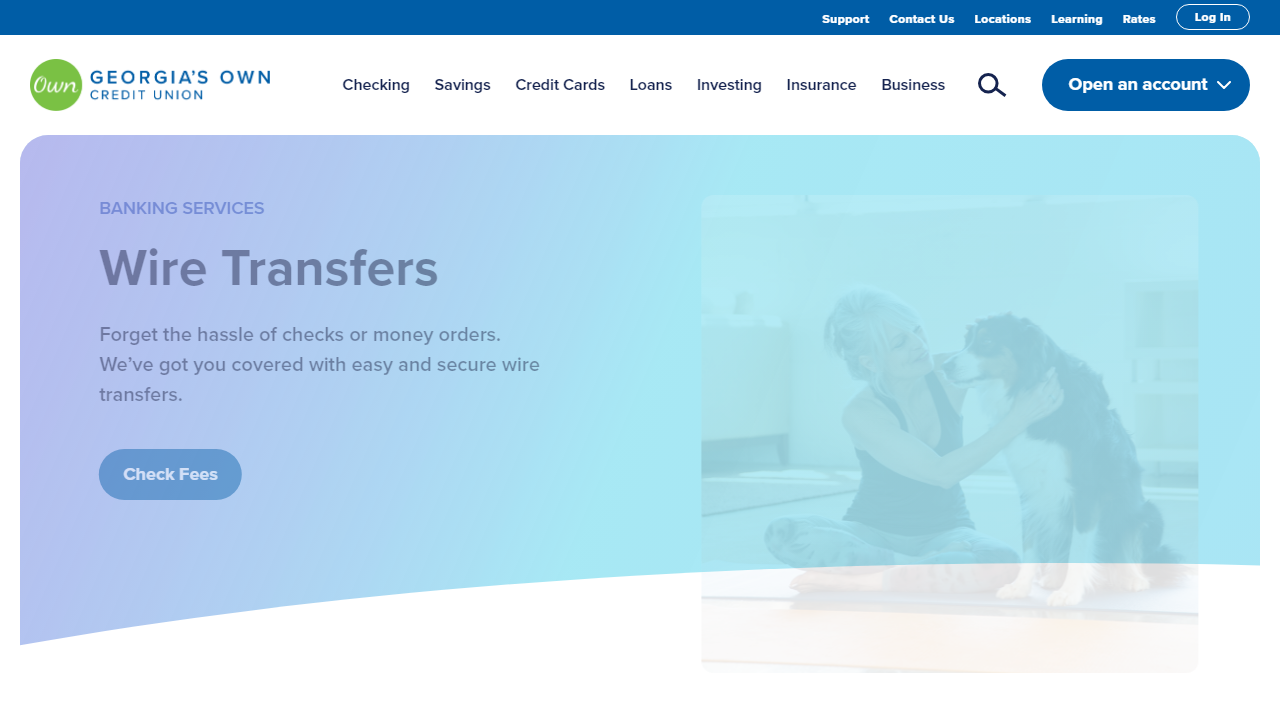 Support Contact Us Locations Learning Rates Log In
Own GEORGIA'S OWN
CREDIT UNION
Checking Savings Credit Cards Loans Investing Insurance Business
Open an account
BANKING SERVICES
Wire Transfers
Forget the hassle of checks or money orders.
We've got you covered with easy and secure wire
transfers.
Check Fees